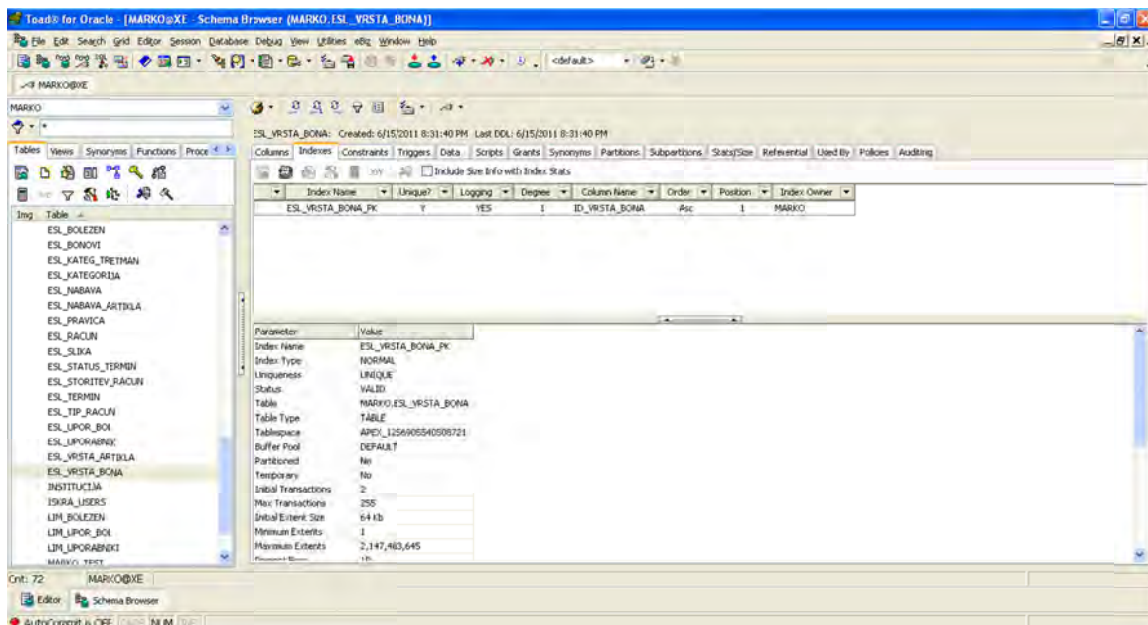 Toad® for Oracle - [MARKO@XE - Schema Browser (MARKO.ESL_VRSTA_BONA)]
File Edit Search Grid Editor Session Database Debug View Utilities eBiz Window Help
<default>
MARKO@XE
MARKO
*
ESL_VRSTA_BONA: Created: 6/15/2011 8:31:40 PM Last DDL: 6/15/2011 8:31:40 PM
Tables Views Synonyms Functions Proce
Columns Indexes Constraints Triggers Data Scripts Grants Synonyms Partitions Subpartitions Stats/Size Referential Used By Policies Auditing
Include Size Info with Index Stats
Index Name Unique? Logging Degree Column Name Order Position Index Owner
ESL_VRSTA_BONA_PK Y YES 1 ID_VRSTA_BONA Asc 1 MARKO
Img Table
ESL_BOLEZEN
ESL_BONOVI
ESL_KATEG_TRETMAN
ESL_KATEGORIJA
ESL_NABAVA
ESL_NABAVA_ARTIKLA
ESL_PRAVICA
ESL_RACUN
ESL_SLIKA
ESL_STATUS_TERMIN
ESL_STORITEV_RACUN
ESL_TERMIN
ESL_TIP_RACUN
ESL_UPOR_BOL
ESL_UPORABNIK
ESL_VRSTA_ARTIKLA
ESL_VRSTA_BONA
INSTITUCIJA
ISKRA_USERS
LIM_BOLEZEN
LIM_UPOR_BOL
LIM_UPORABNIKI
MARKO_TEST
Parameter Value
Index Name ESL_VRSTA_BONA_PK
Index Type NORMAL
Uniqueness UNIQUE
Status VALID
Table MARKO.ESL_VRSTA_BONA
Table Type TABLE
Tablespace APEX_1256905540508721
Buffer Pool DEFAULT
Partitioned No
Temporary No
Initial Transactions 2
Max Transactions 255
Initial Extent Size 64 Kb
Minimum Extents 1
Maximum Extents 2,147,483,645
Cnt: 72 MARKO@XE
Editor Schema Browser
AutoCommit is OFF CAPS NUM INS